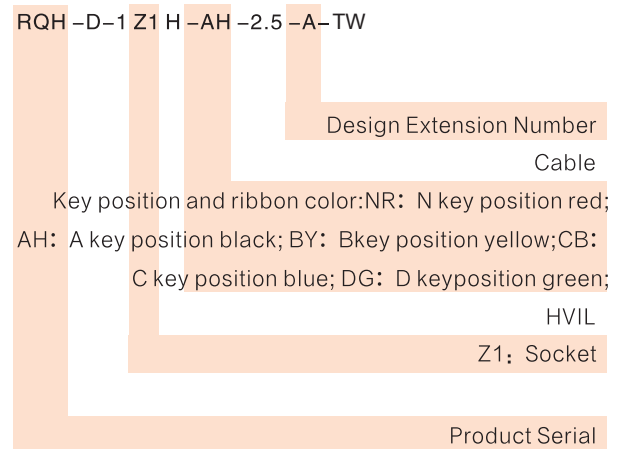 RQH-D-1 Z1 H-AH-2.5-A-TW
Design Extension Number
Cable
Key position and ribbon color:NR: N key position red;
AH: A key position black; BY: Bkey position yellow;CB:
C key position blue; DG: D keyposition green;
HVIL
Z1: Socket
Product Serial